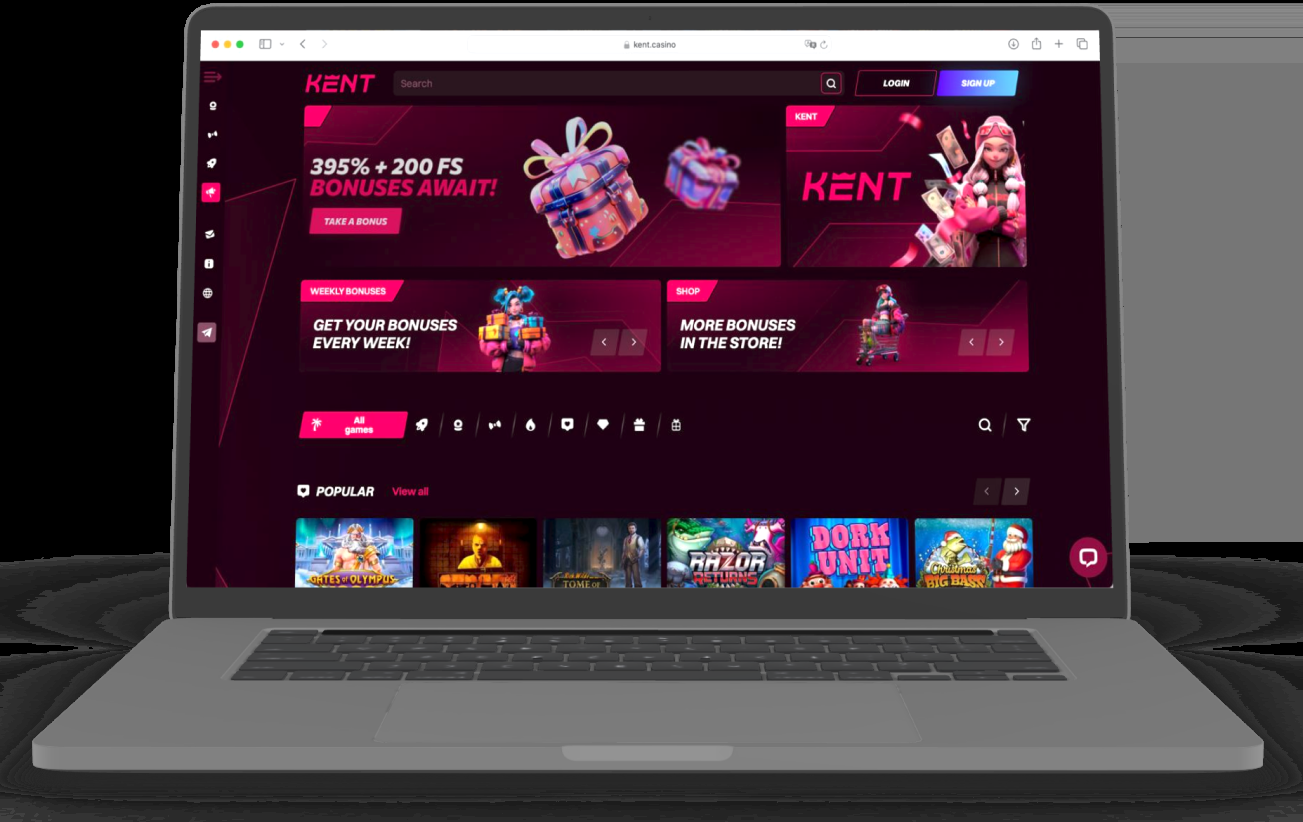 kent.casino
KENT
Search
LOGIN
SIGN UP
395% + 200 FS
BONUSES AWAIT!
TAKE A BONUS
KENT
KENT
WEEKLY BONUSES
GET YOUR BONUSES
EVERY WEEK!
SHOP
MORE BONUSES
IN THE STORE!
All
games
POPULAR
View all
GATES of OLYMPUS
TOME OF
RAZOR
RETURNS
DORK
UNIT
Christmas
BIG BASS